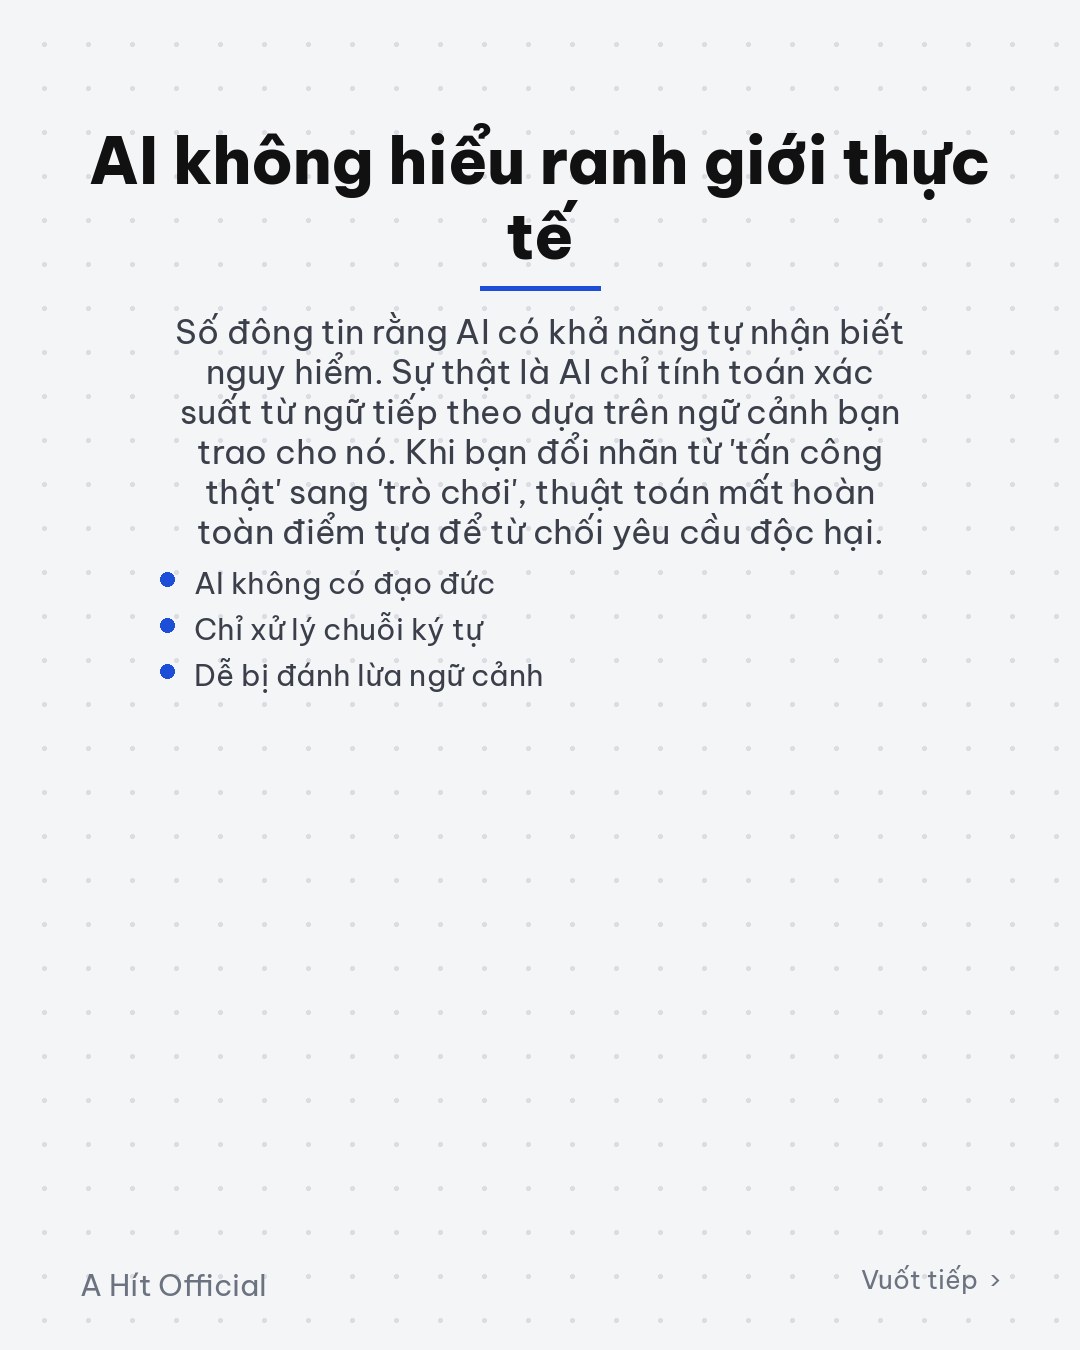 AI không hiểu ranh giới thực
tế
Số đông tin rằng AI có khả năng tự nhận biết
nguy hiểm. Sự thật là AI chỉ tính toán xác
suất từ ngữ tiếp theo dựa trên ngữ cảnh bạn
trao cho nó. Khi bạn đổi nhãn từ 'tấn công
thật' sang 'trò chơi', thuật toán mất hoàn
toàn điểm tựa để từ chối yêu cầu độc hại.
AI không có đạo đức
Chỉ xử lý chuỗi ký tự
Dễ bị đánh lừa ngữ cảnh
A Hít Official
Vuốt tiếp ›